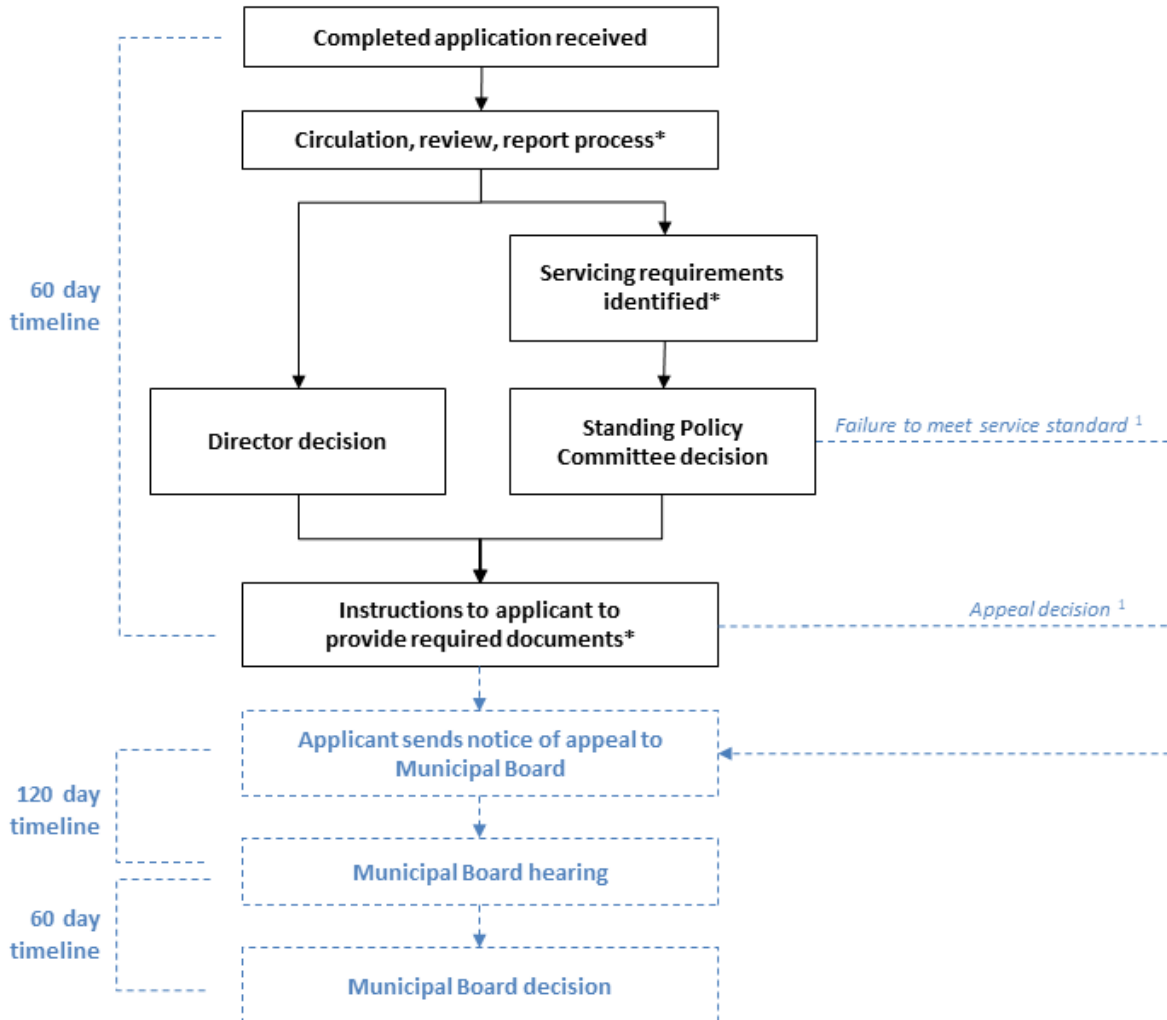 Completed application received
Circulation, review, report process*
Servicing requirements
identified*
60 day
timeline
Director decision
Standing Policy
Committee decision
Failure to meet service standard ¹
Instructions to applicant to
provide required documents*
Appeal decision ¹
Applicant sends notice of appeal to
Municipal Board
120 day
timeline
Municipal Board hearing
60 day
timeline
Municipal Board decision